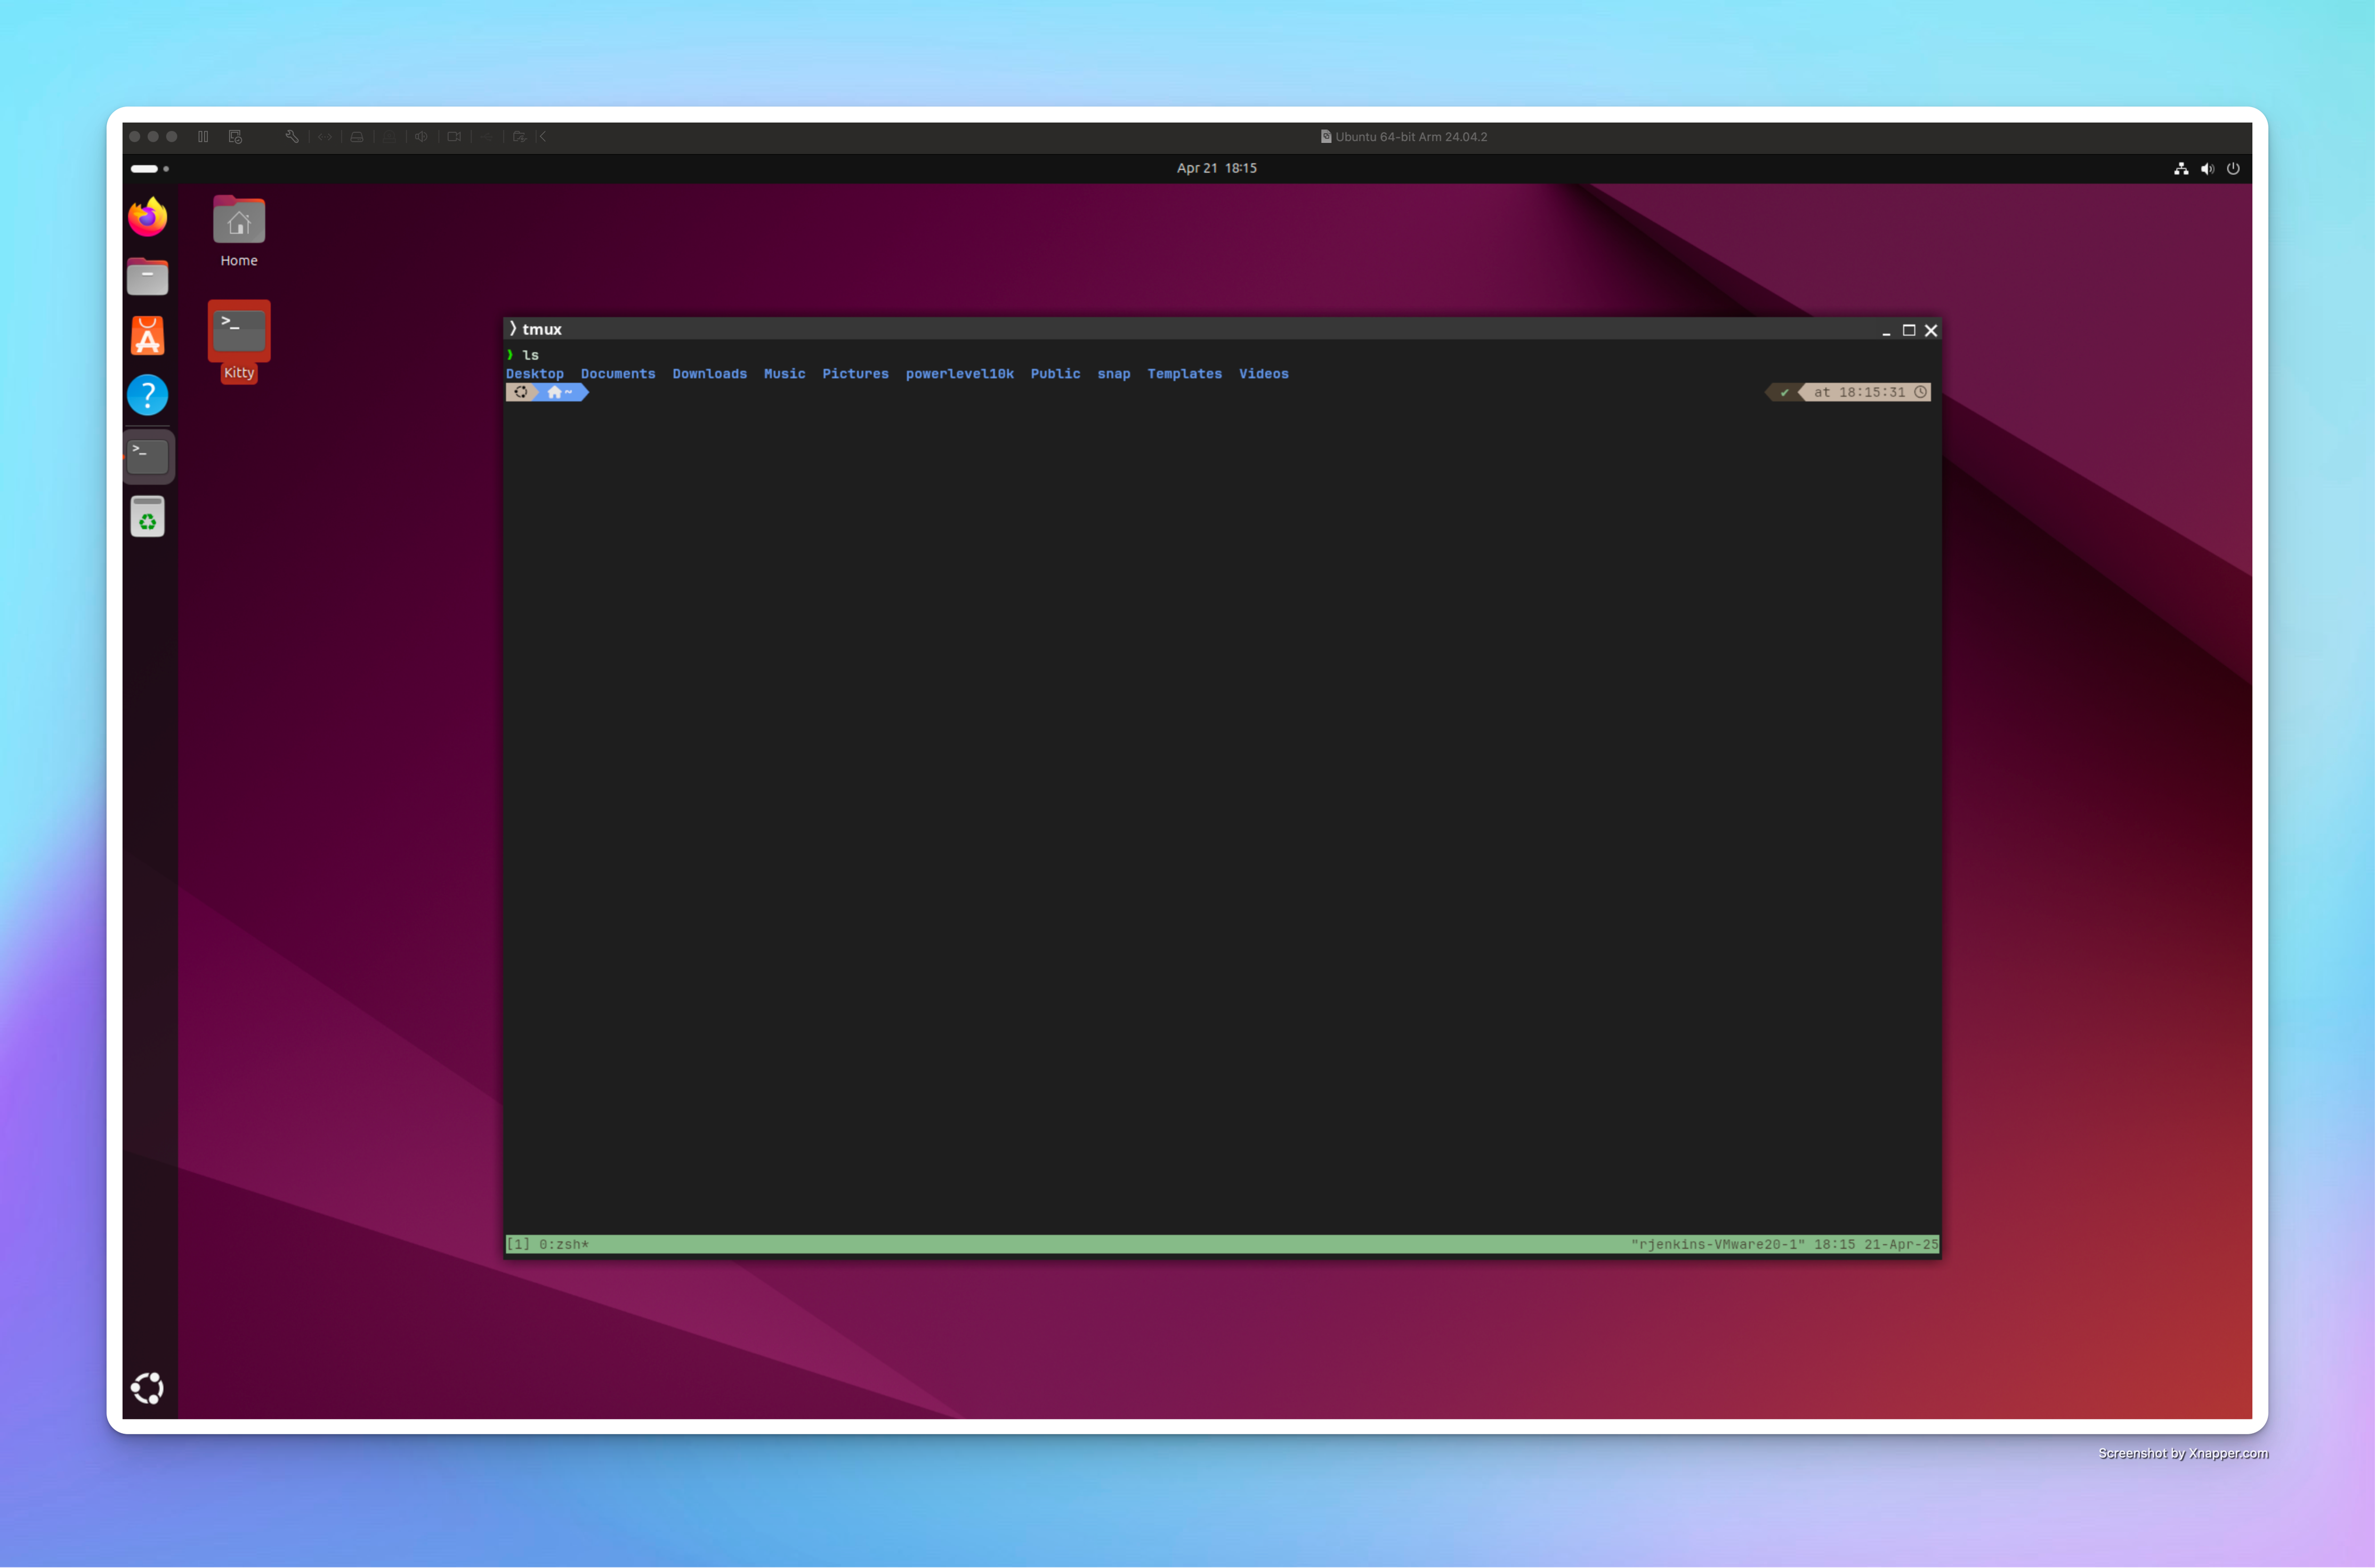 Ubuntu 64-bit Arm 24.04.2
Apr 21 18:15
Home
Kitty
tmux
❯ ls
Desktop Documents Downloads Music Pictures powerlevel10k Public snap Templates Videos
~ ✔ at 18:15:31
[1] 0:zsh* "rjenkins-VMware20-1" 18:15 21-Apr-25
Screenshot by Xnapper.com